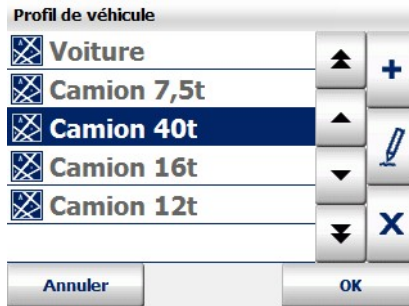 Profil de véhicule
Voiture
Camion 7,5t
Camion 40t
Camion 16t
Camion 12t
Annuler
OK